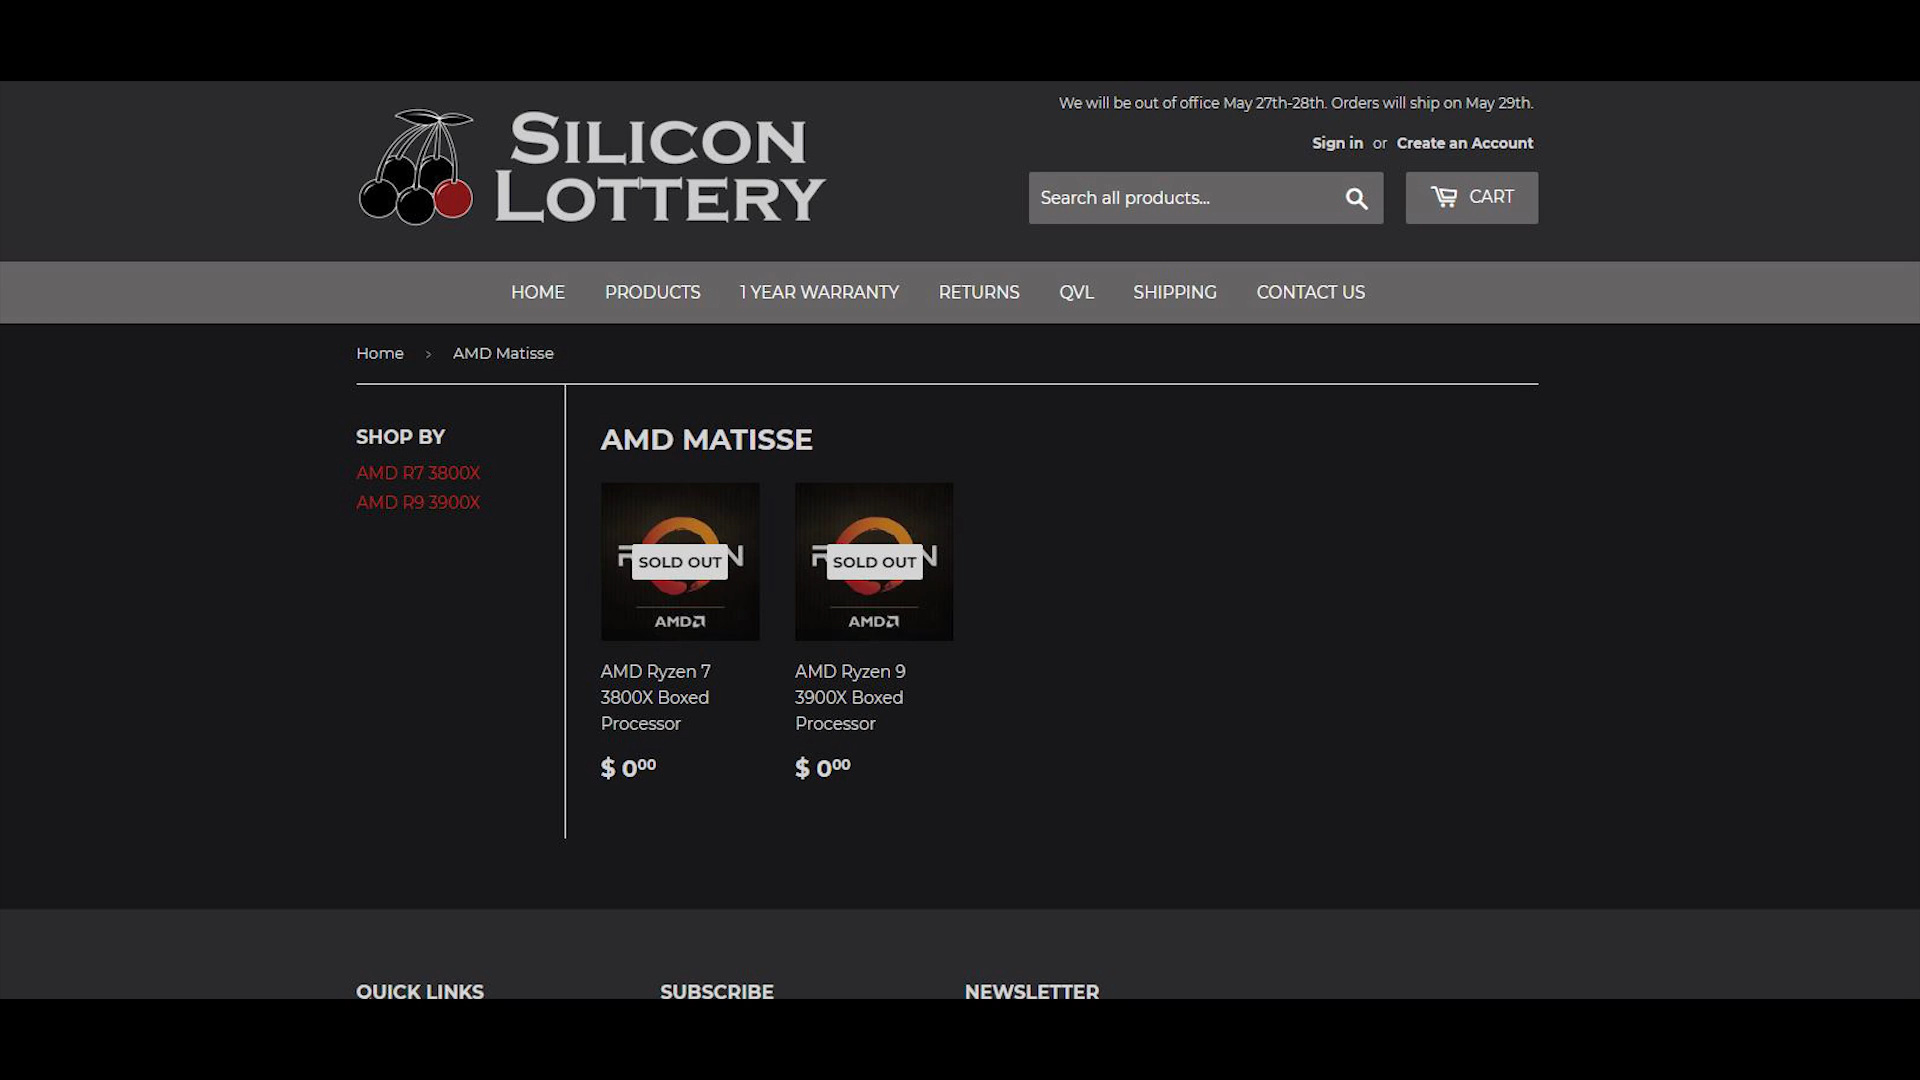 We will be out of office May 27th-28th. Orders will ship on May 29th.
SILICON
LOTTERY
Sign in or Create an Account
Search all products...
CART
HOME PRODUCTS 1 YEAR WARRANTY RETURNS QVL SHIPPING CONTACT US
Home › AMD Matisse
SHOP BY
AMD R7 3800X
AMD R9 3900X
AMD MATISSE
SOLD OUT
AMD
AMD Ryzen 7
3800X Boxed
Processor
$ 0⁰⁰
SOLD OUT
AMD
AMD Ryzen 9
3900X Boxed
Processor
$ 0⁰⁰
QUICK LINKS
SUBSCRIBE
NEWSLETTER